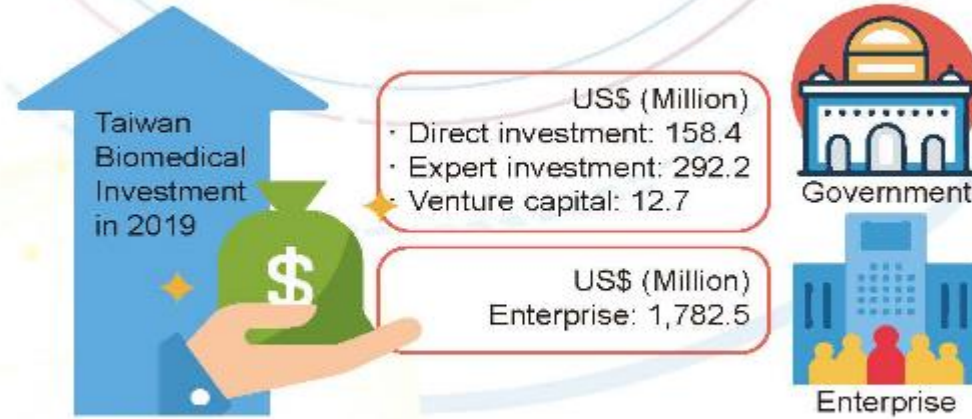 Taiwan
Biomedical
Investment
in 2019
US$ (Million)
· Direct investment: 158.4
· Expert investment: 292.2
· Venture capital: 12.7
Government
US$ (Million)
Enterprise: 1,782.5
Enterprise
$